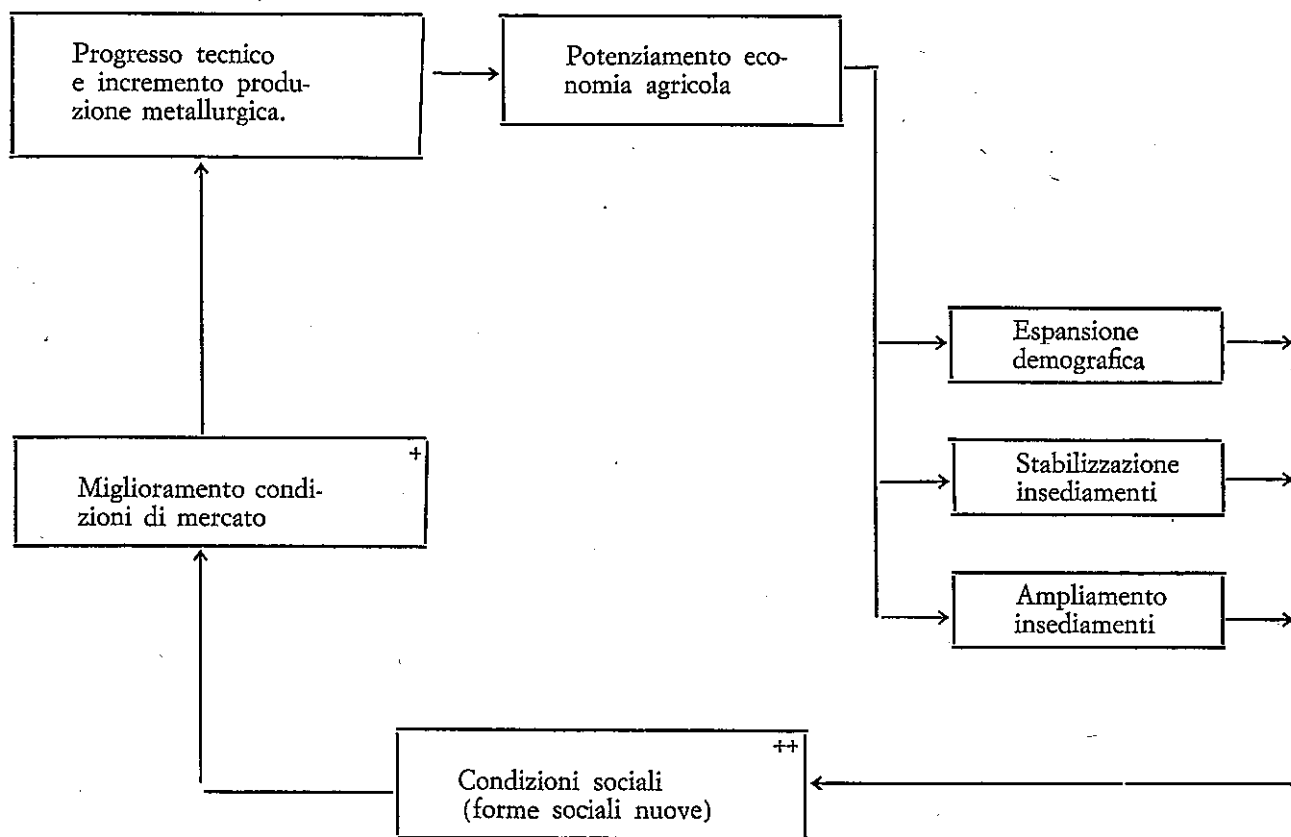 Progresso tecnico
e incremento produ-
zione metallurgica.
Potenziamento eco-
nomia agricola
Espansione
demografica
+
Miglioramento condi-
zioni di mercato
Stabilizzazione
insediamenti
Ampliamento
insediamenti
++
Condizioni sociali
(forme sociali nuove)